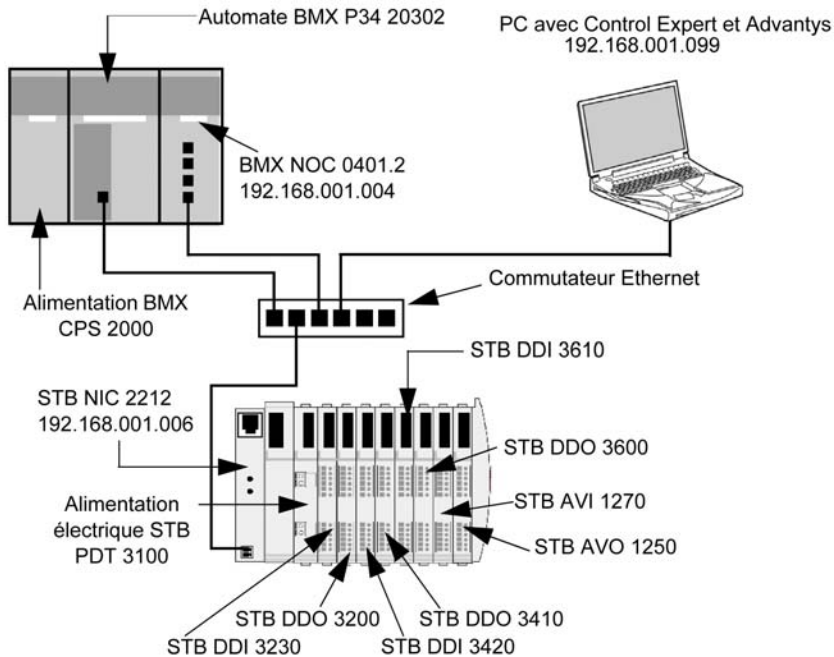 Automate BMX P34 20302
PC avec Control Expert et Advantys
192.168.001.099
BMX NOC 0401.2
192.168.001.004
Alimentation BMX
CPS 2000
Commutateur Ethernet
STB DDI 3610
STB NIC 2212
192.168.001.006
STB DDO 3600
Alimentation
électrique STB
PDT 3100
STB AVI 1270
STB AVO 1250
STB DDO 3200
STB DDO 3410
STB DDI 3230
STB DDI 3420